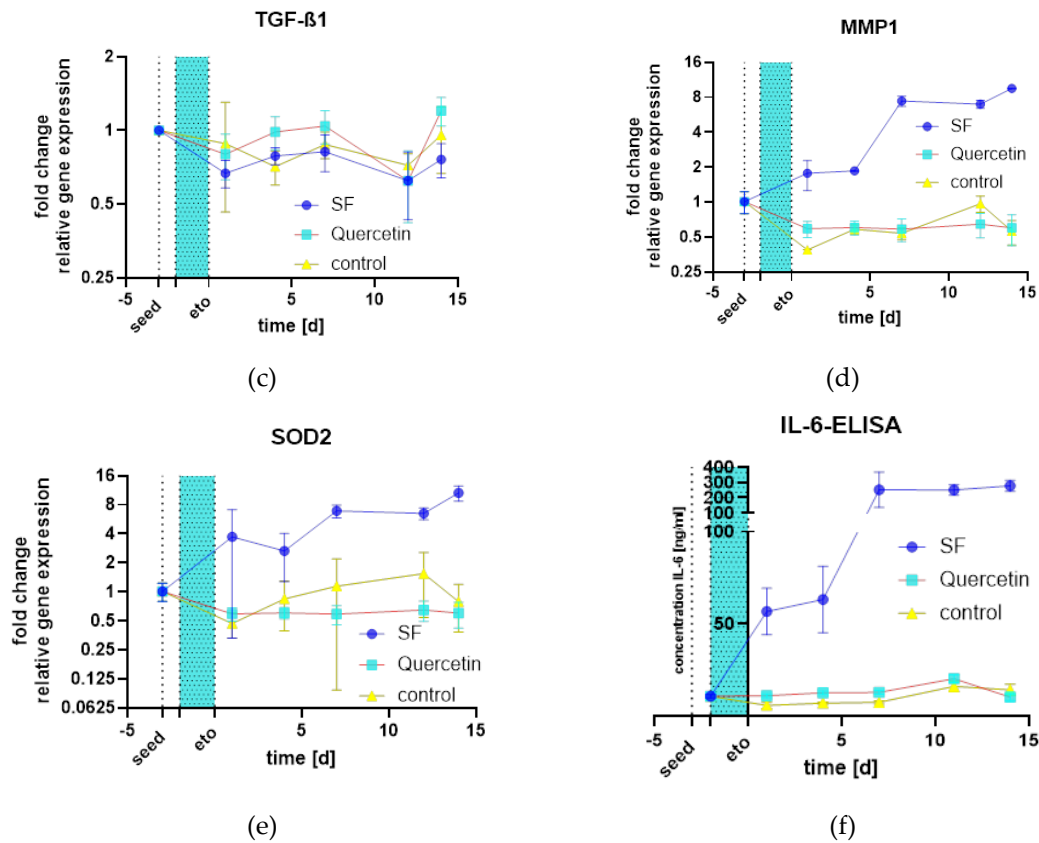 TGF-ß1
fold change
relative gene expression
2
1
0.5
0.25
SF
Quercetin
control
-5
seed
eto
5
10
15
time [d]
(c)
MMP1
fold change
relative gene expression
16
8
4
2
1
0.5
0.25
SF
Quercetin
control
-5
seed
eto
5
10
15
time [d]
(d)
SOD2
fold change
relative gene expression
16
8
4
2
1
0.5
0.25
0.125
0.0625
SF
Quercetin
control
-5
seed
eto
5
10
15
time [d]
(e)
IL-6-ELISA
concentration IL-6 [ng/ml]
400
300
200
100
100
50
SF
Quercetin
control
-5
seed
eto
5
10
15
time [d]
(f)